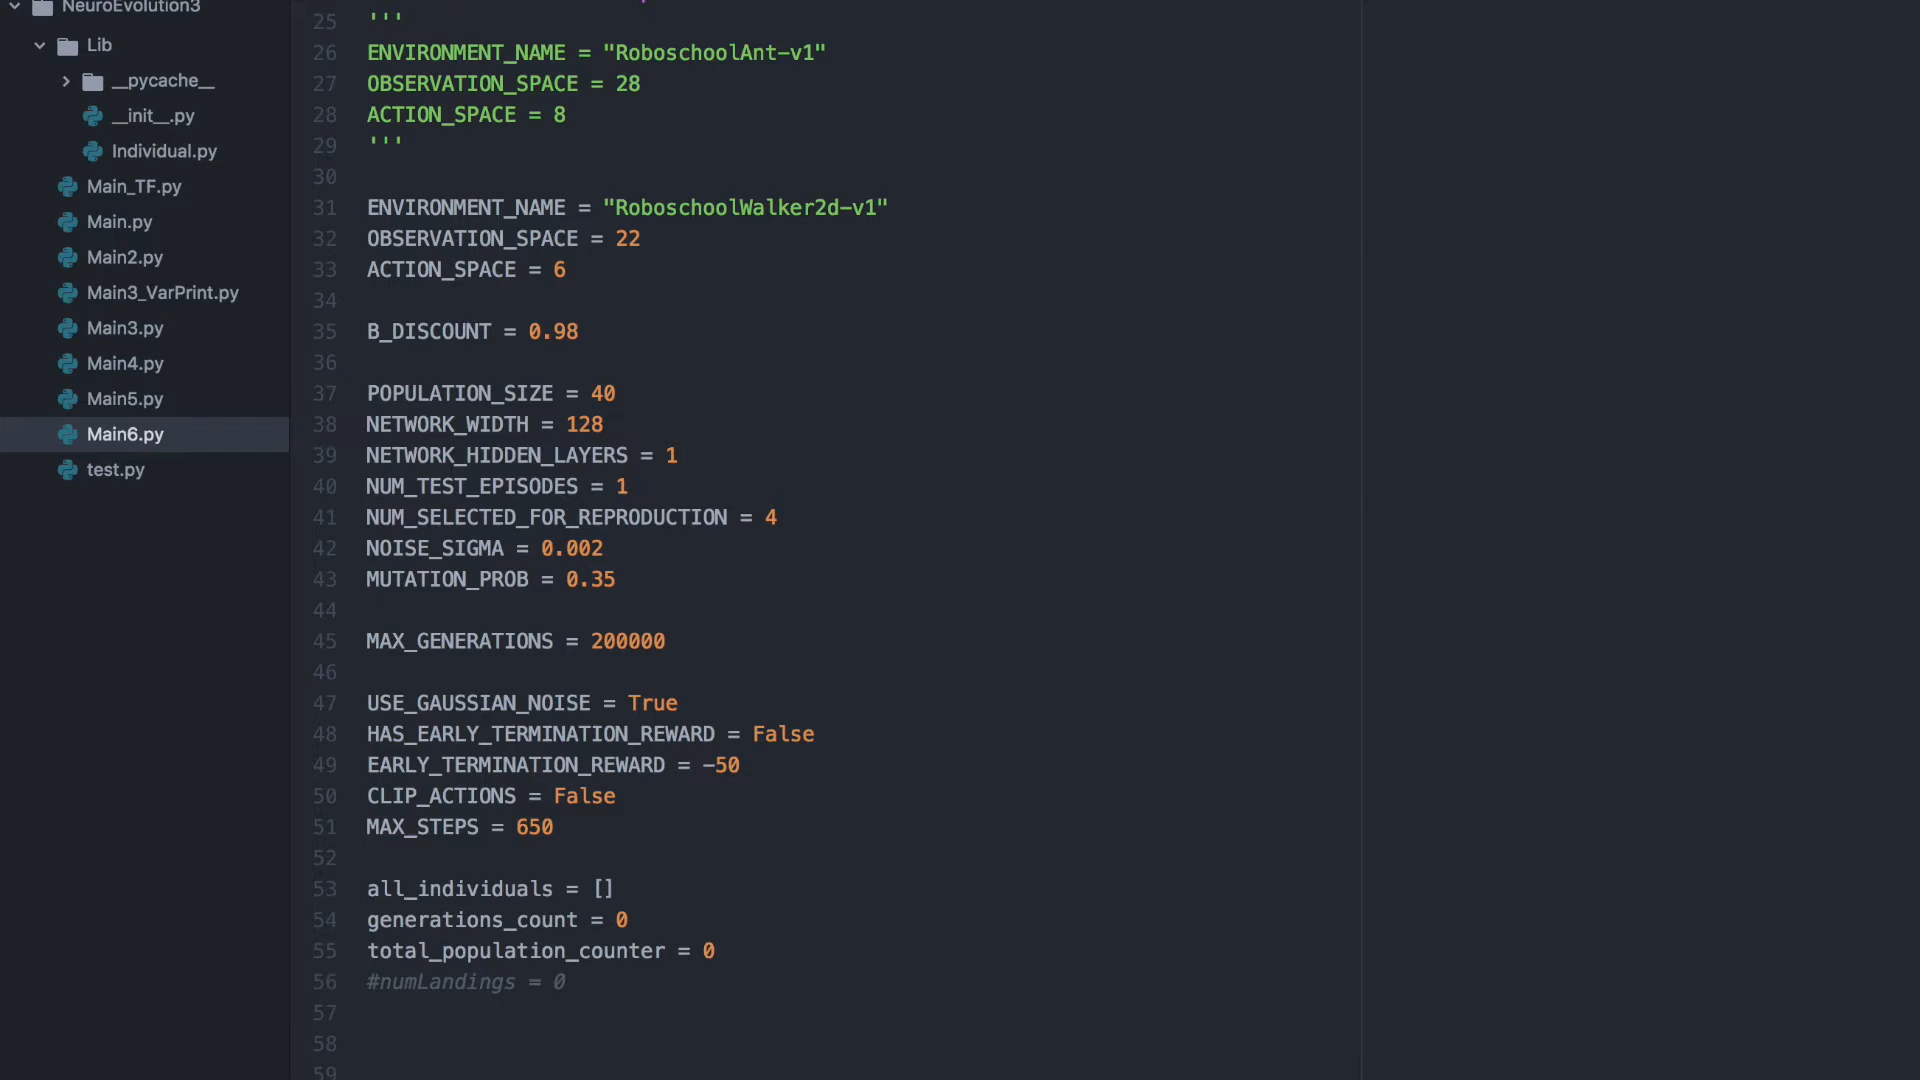 NeuroEvolution3
Lib
__pycache__
__init__.py
Individual.py
Main_TF.py
Main.py
Main2.py
Main3_VarPrint.py
Main3.py
Main4.py
Main5.py
Main6.py
test.py
25 '''
26 ENVIRONMENT_NAME = "RoboschoolAnt-v1"
27 OBSERVATION_SPACE = 28
28 ACTION_SPACE = 8
29 '''
30
31 ENVIRONMENT_NAME = "RoboschoolWalker2d-v1"
32 OBSERVATION_SPACE = 22
33 ACTION_SPACE = 6
34
35 B_DISCOUNT = 0.98
36
37 POPULATION_SIZE = 40
38 NETWORK_WIDTH = 128
39 NETWORK_HIDDEN_LAYERS = 1
40 NUM_TEST_EPISODES = 1
41 NUM_SELECTED_FOR_REPRODUCTION = 4
42 NOISE_SIGMA = 0.002
43 MUTATION_PROB = 0.35
44
45 MAX_GENERATIONS = 200000
46
47 USE_GAUSSIAN_NOISE = True
48 HAS_EARLY_TERMINATION_REWARD = False
49 EARLY_TERMINATION_REWARD = -50
50 CLIP_ACTIONS = False
51 MAX_STEPS = 650
52
53 all_individuals = []
54 generations_count = 0
55 total_population_counter = 0
56 #numLandings = 0
57
58
59